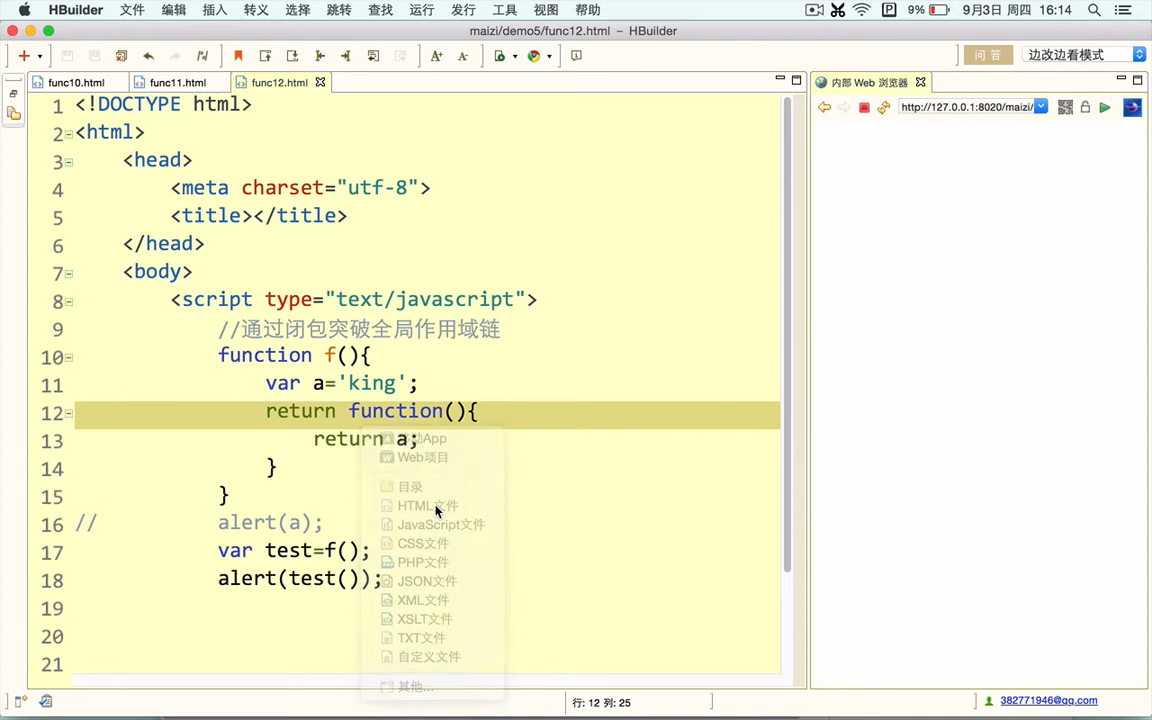 HBuilder 文件 编辑 插入 转义 选择 跳转 查找 运行 发行 工具 视图 帮助 9% 9月3日 周四 16:14
maizi/demo5/func12.html – HBuilder
问 答 边改边看模式
func10.html func11.html func12.html 内部 Web 浏览器
http://127.0.0.1:8020/maizi/
1 <!DOCTYPE html>
2 <html>
3 <head>
4 <meta charset="utf-8">
5 <title></title>
6 </head>
7 <body>
8 <script type="text/javascript">
9 //通过闭包突破全局作用域链
10 function f(){
11 var a='king';
12 return function(){
13 return a;
14 }
15 }
16 // alert(a);
17 var test=f();
18 alert(test());
19
20
21
移动App
Web项目
目录
HTML文件
JavaScript文件
CSS文件
PHP文件
JSON文件
XML文件
XSLT文件
TXT文件
自定义文件
其他...
行: 12 列: 25
382771946@qq.com